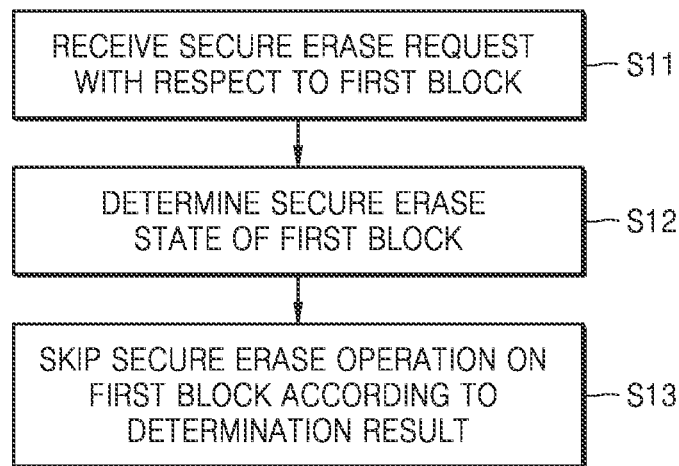 RECEIVE SECURE ERASE REQUEST
WITH RESPECT TO FIRST BLOCK
S11
DETERMINE SECURE ERASE
STATE OF FIRST BLOCK
S12
SKIP SECURE ERASE OPERATION ON
FIRST BLOCK ACCORDING TO
DETERMINATION RESULT
S13